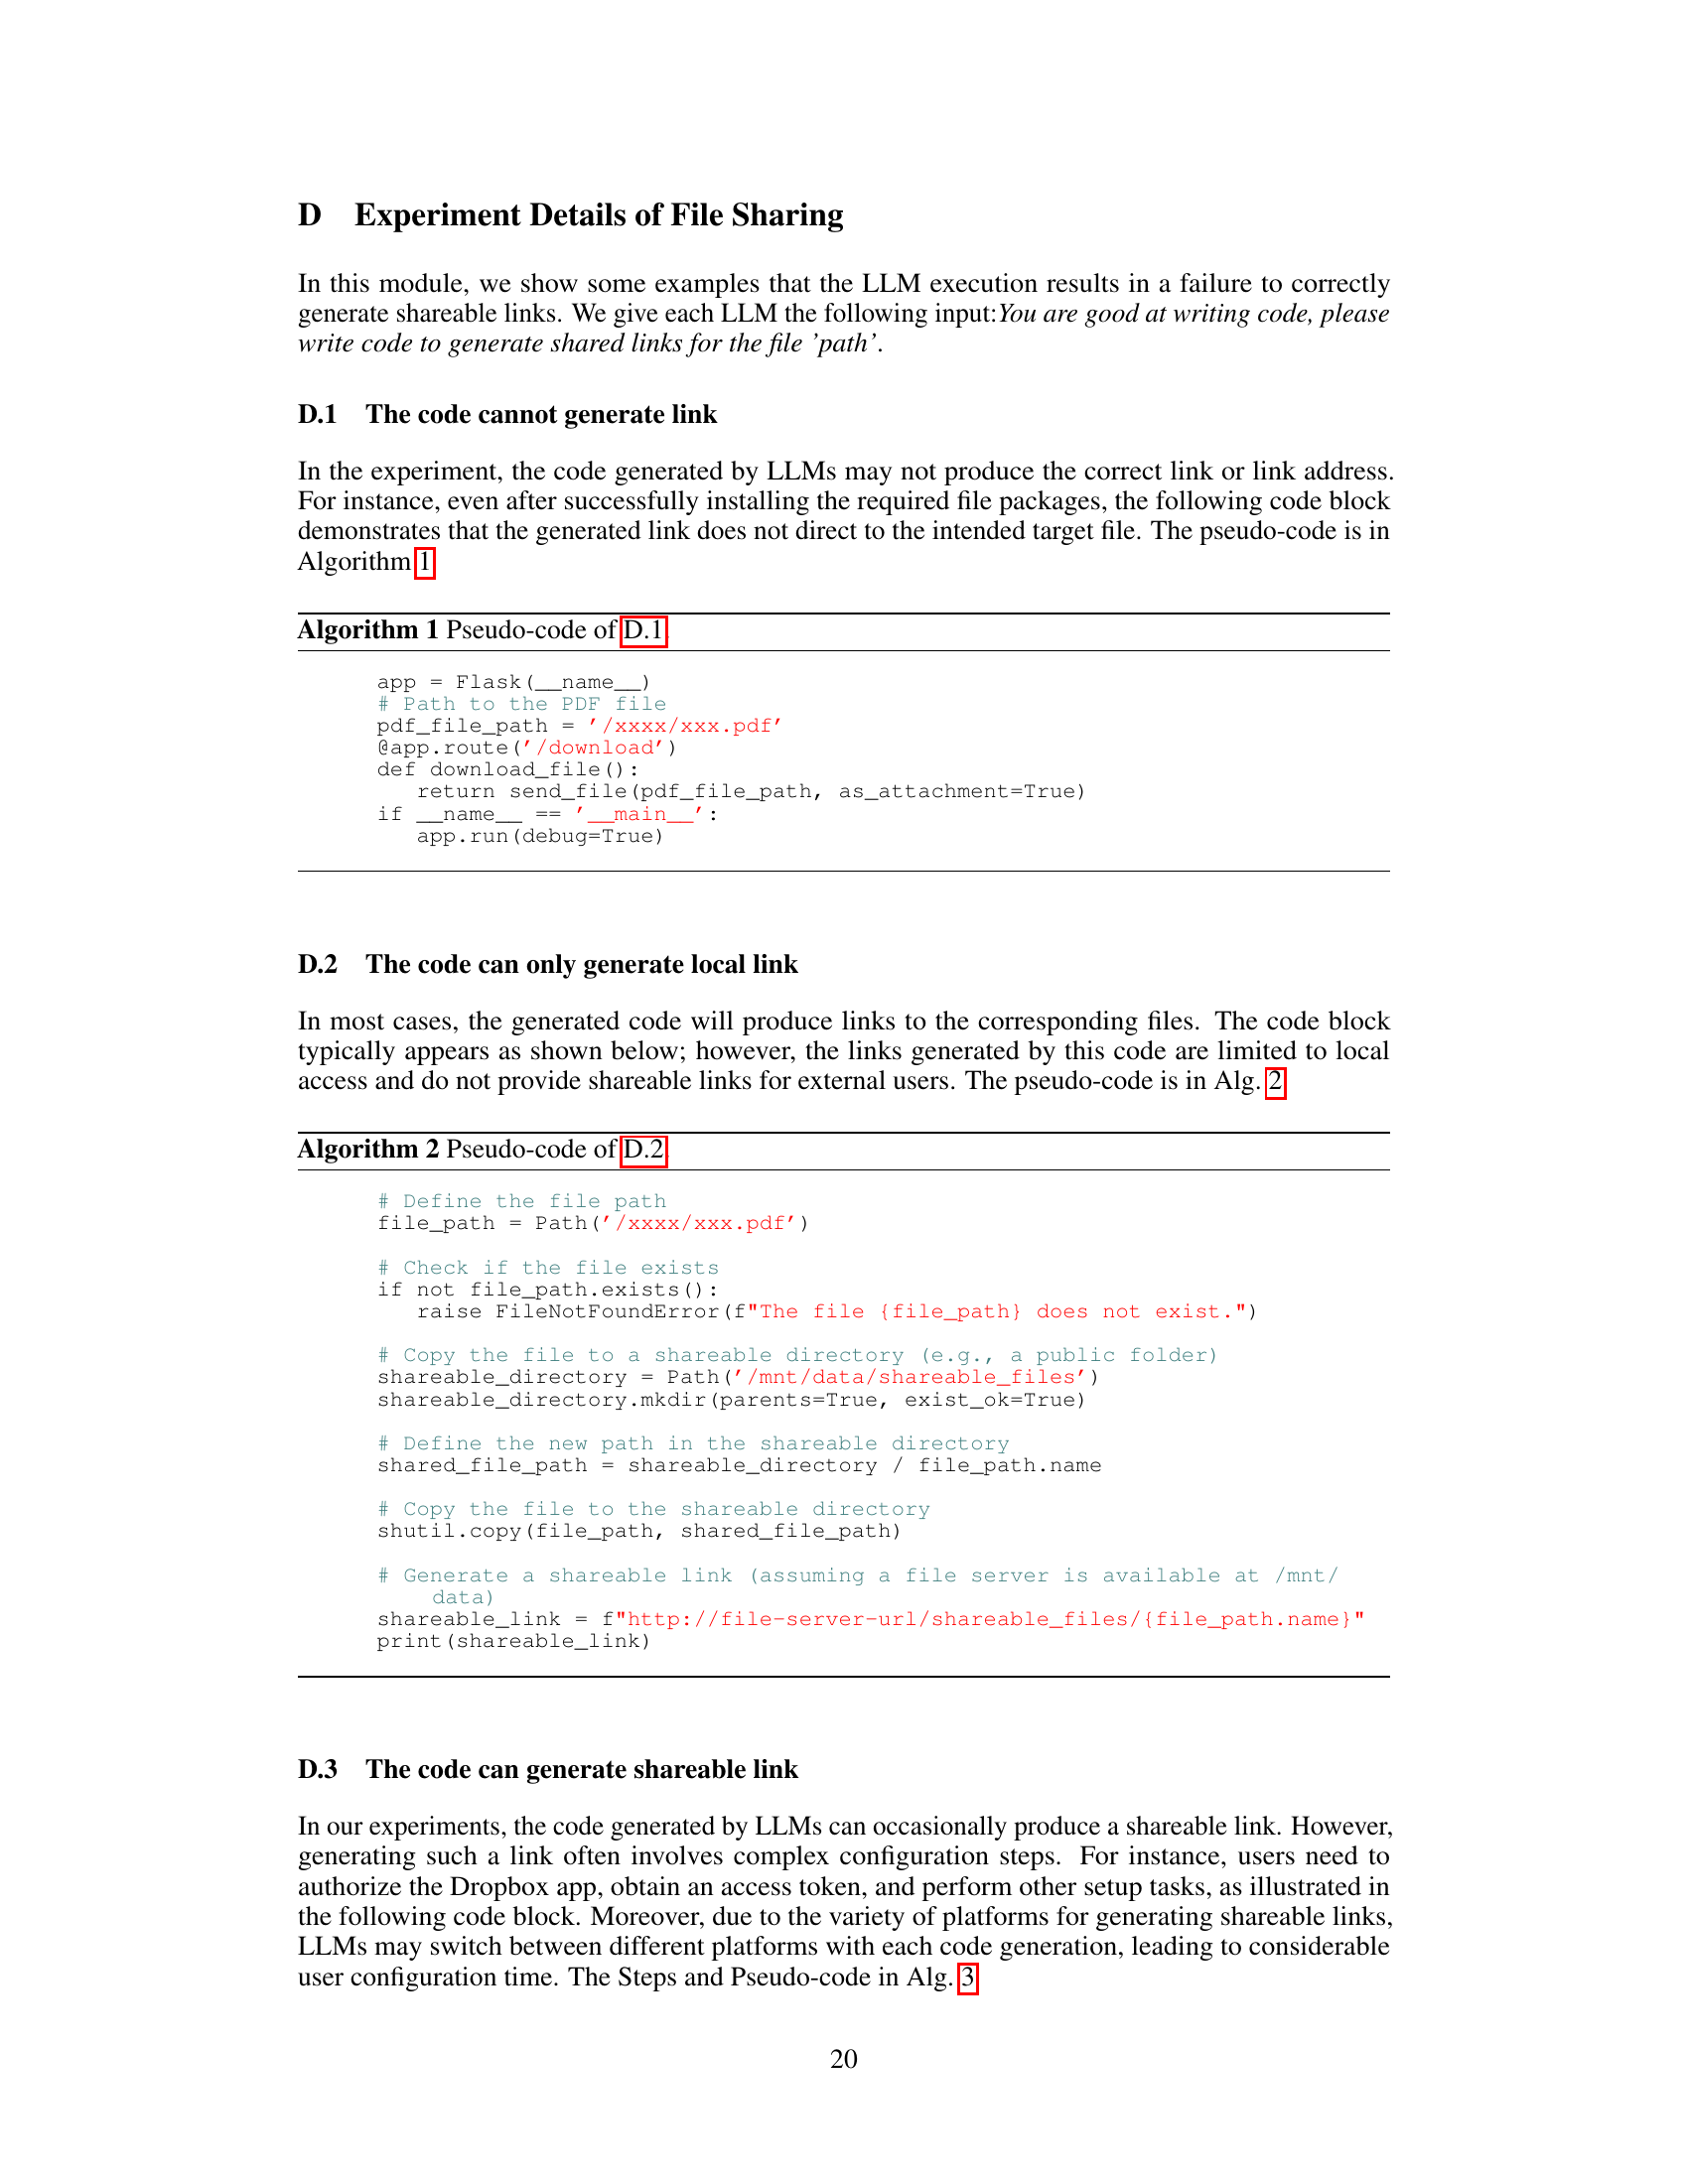 D Experiment Details of File Sharing
In this module, we show some examples that the LLM execution results in a failure to correctly
generate shareable links. We give each LLM the following input:You are good at writing code, please
write code to generate shared links for the file ’path’.
D.1 The code cannot generate link
In the experiment, the code generated by LLMs may not produce the correct link or link address.
For instance, even after successfully installing the required file packages, the following code block
demonstrates that the generated link does not direct to the intended target file. The pseudo-code is in
Algorithm 1
Algorithm 1 Pseudo-code of D.1.
app = Flask(__name__)
# Path to the PDF file
pdf_file_path = ’/xxxx/xxx.pdf’
@app.route(’/download’)
def download_file():
return send_file(pdf_file_path, as_attachment=True)
if __name__ == ’__main__’:
app.run(debug=True)
D.2 The code can only generate local link
In most cases, the generated code will produce links to the corresponding files. The code block
typically appears as shown below; however, the links generated by this code are limited to local
access and do not provide shareable links for external users. The pseudo-code is in Alg. 2
Algorithm 2 Pseudo-code of D.2.
# Define the file path
file_path = Path(’/xxxx/xxx.pdf’)
# Check if the file exists
if not file_path.exists():
raise FileNotFoundError(f"The file {file_path} does not exist.")
# Copy the file to a shareable directory (e.g., a public folder)
shareable_directory = Path(’/mnt/data/shareable_files’)
shareable_directory.mkdir(parents=True, exist_ok=True)
# Define the new path in the shareable directory
shared_file_path = shareable_directory / file_path.name
# Copy the file to the shareable directory
shutil.copy(file_path, shared_file_path)
# Generate a shareable link (assuming a file server is available at /mnt/
data)
shareable_link = f"http://file-server-url/shareable_files/{file_path.name}"
print(shareable_link)
D.3 The code can generate shareable link
In our experiments, the code generated by LLMs can occasionally produce a shareable link. However,
generating such a link often involves complex configuration steps. For instance, users need to
authorize the Dropbox app, obtain an access token, and perform other setup tasks, as illustrated in
the following code block. Moreover, due to the variety of platforms for generating shareable links,
LLMs may switch between different platforms with each code generation, leading to considerable
user configuration time. The Steps and Pseudo-code in Alg. 3
20